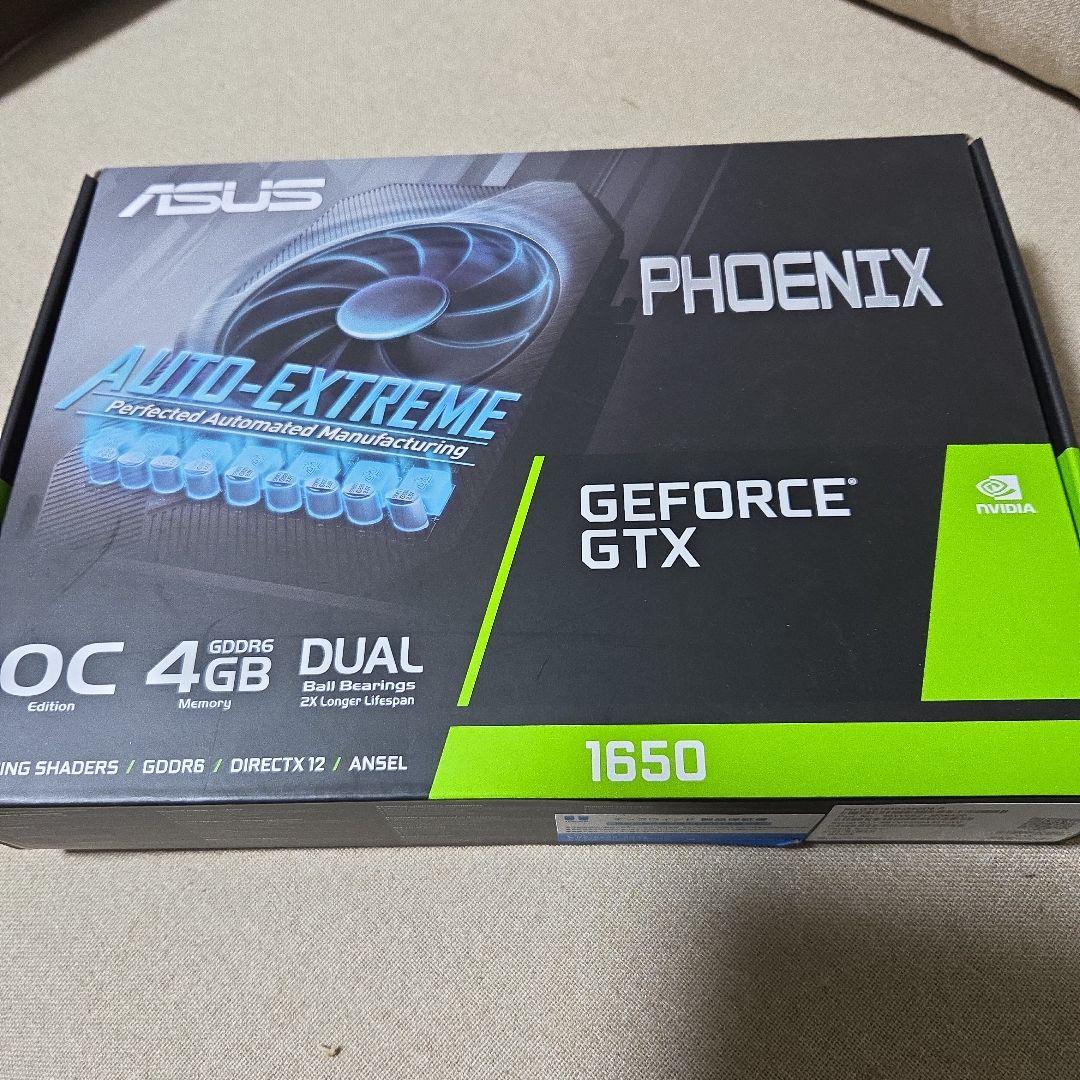 ASUS
PHOENIX
AUTO-EXTREME
Perfected Automated Manufacturing
GEFORCE®
GTX
NVIDIA
OC
Edition
4GB
GDDR6
Memory
DUAL
Ball Bearings
2X Longer Lifespan
ING SHADERS / GDDR6 / DIRECTX 12 / ANSEL
1650